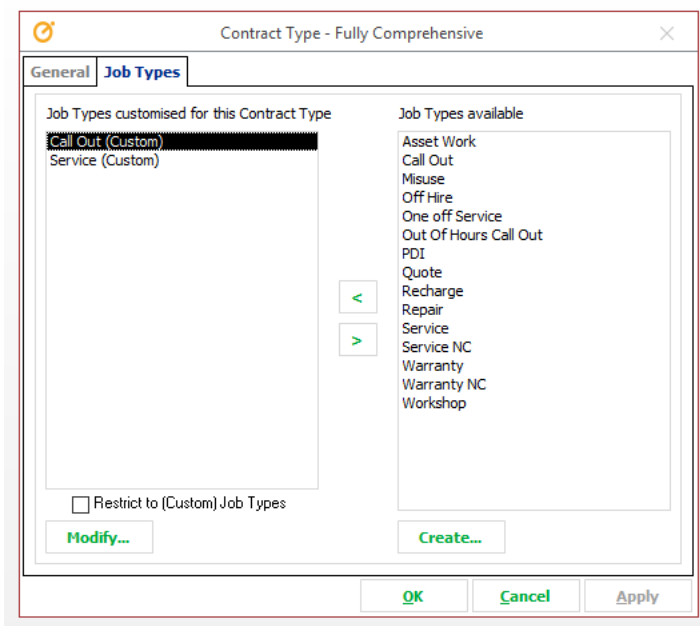 Contract Type - Fully Comprehensive
General
Job Types
Job Types customised for this Contract Type
Call Out (Custom)
Service (Custom)
Restrict to (Custom) Job Types
Modify...
<
>
Job Types available
Asset Work
Call Out
Misuse
Off Hire
One off Service
Out Of Hours Call Out
PDI
Quote
Recharge
Repair
Service
Service NC
Warranty
Warranty NC
Workshop
Create...
OK
Cancel
Apply